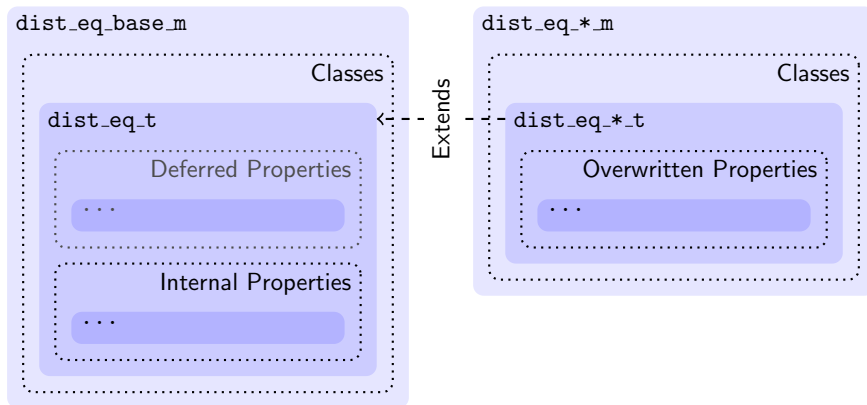 dist_eq_base_m
Classes
dist_eq_t
Deferred Properties
...
Internal Properties
...
Extends
dist_eq_*_m
Classes
dist_eq_*_t
Overwritten Properties
...